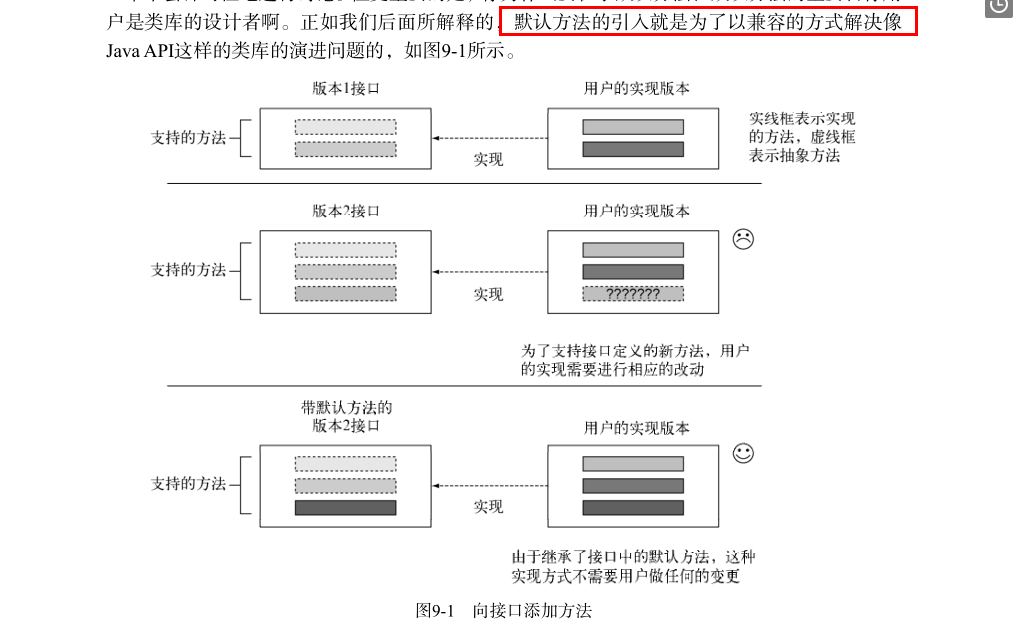 户是类库的设计者啊。正如我们后面所解释的，默认方法的引入就是为了以兼容的方式解决像
Java API这样的类库的演进问题的，如图9-1所示。
版本1接口
用户的实现版本
支持的方法
实现
实线框表示实现
的方法，虚线框
表示抽象方法
版本2接口
用户的实现版本
支持的方法
实现
???????
为了支持接口定义的新方法，用户
的实现需要进行相应的改动
带默认方法的
版本2接口
用户的实现版本
支持的方法
实现
由于继承了接口中的默认方法，这种
实现方式不需要用户做任何的变更
图9-1 向接口添加方法